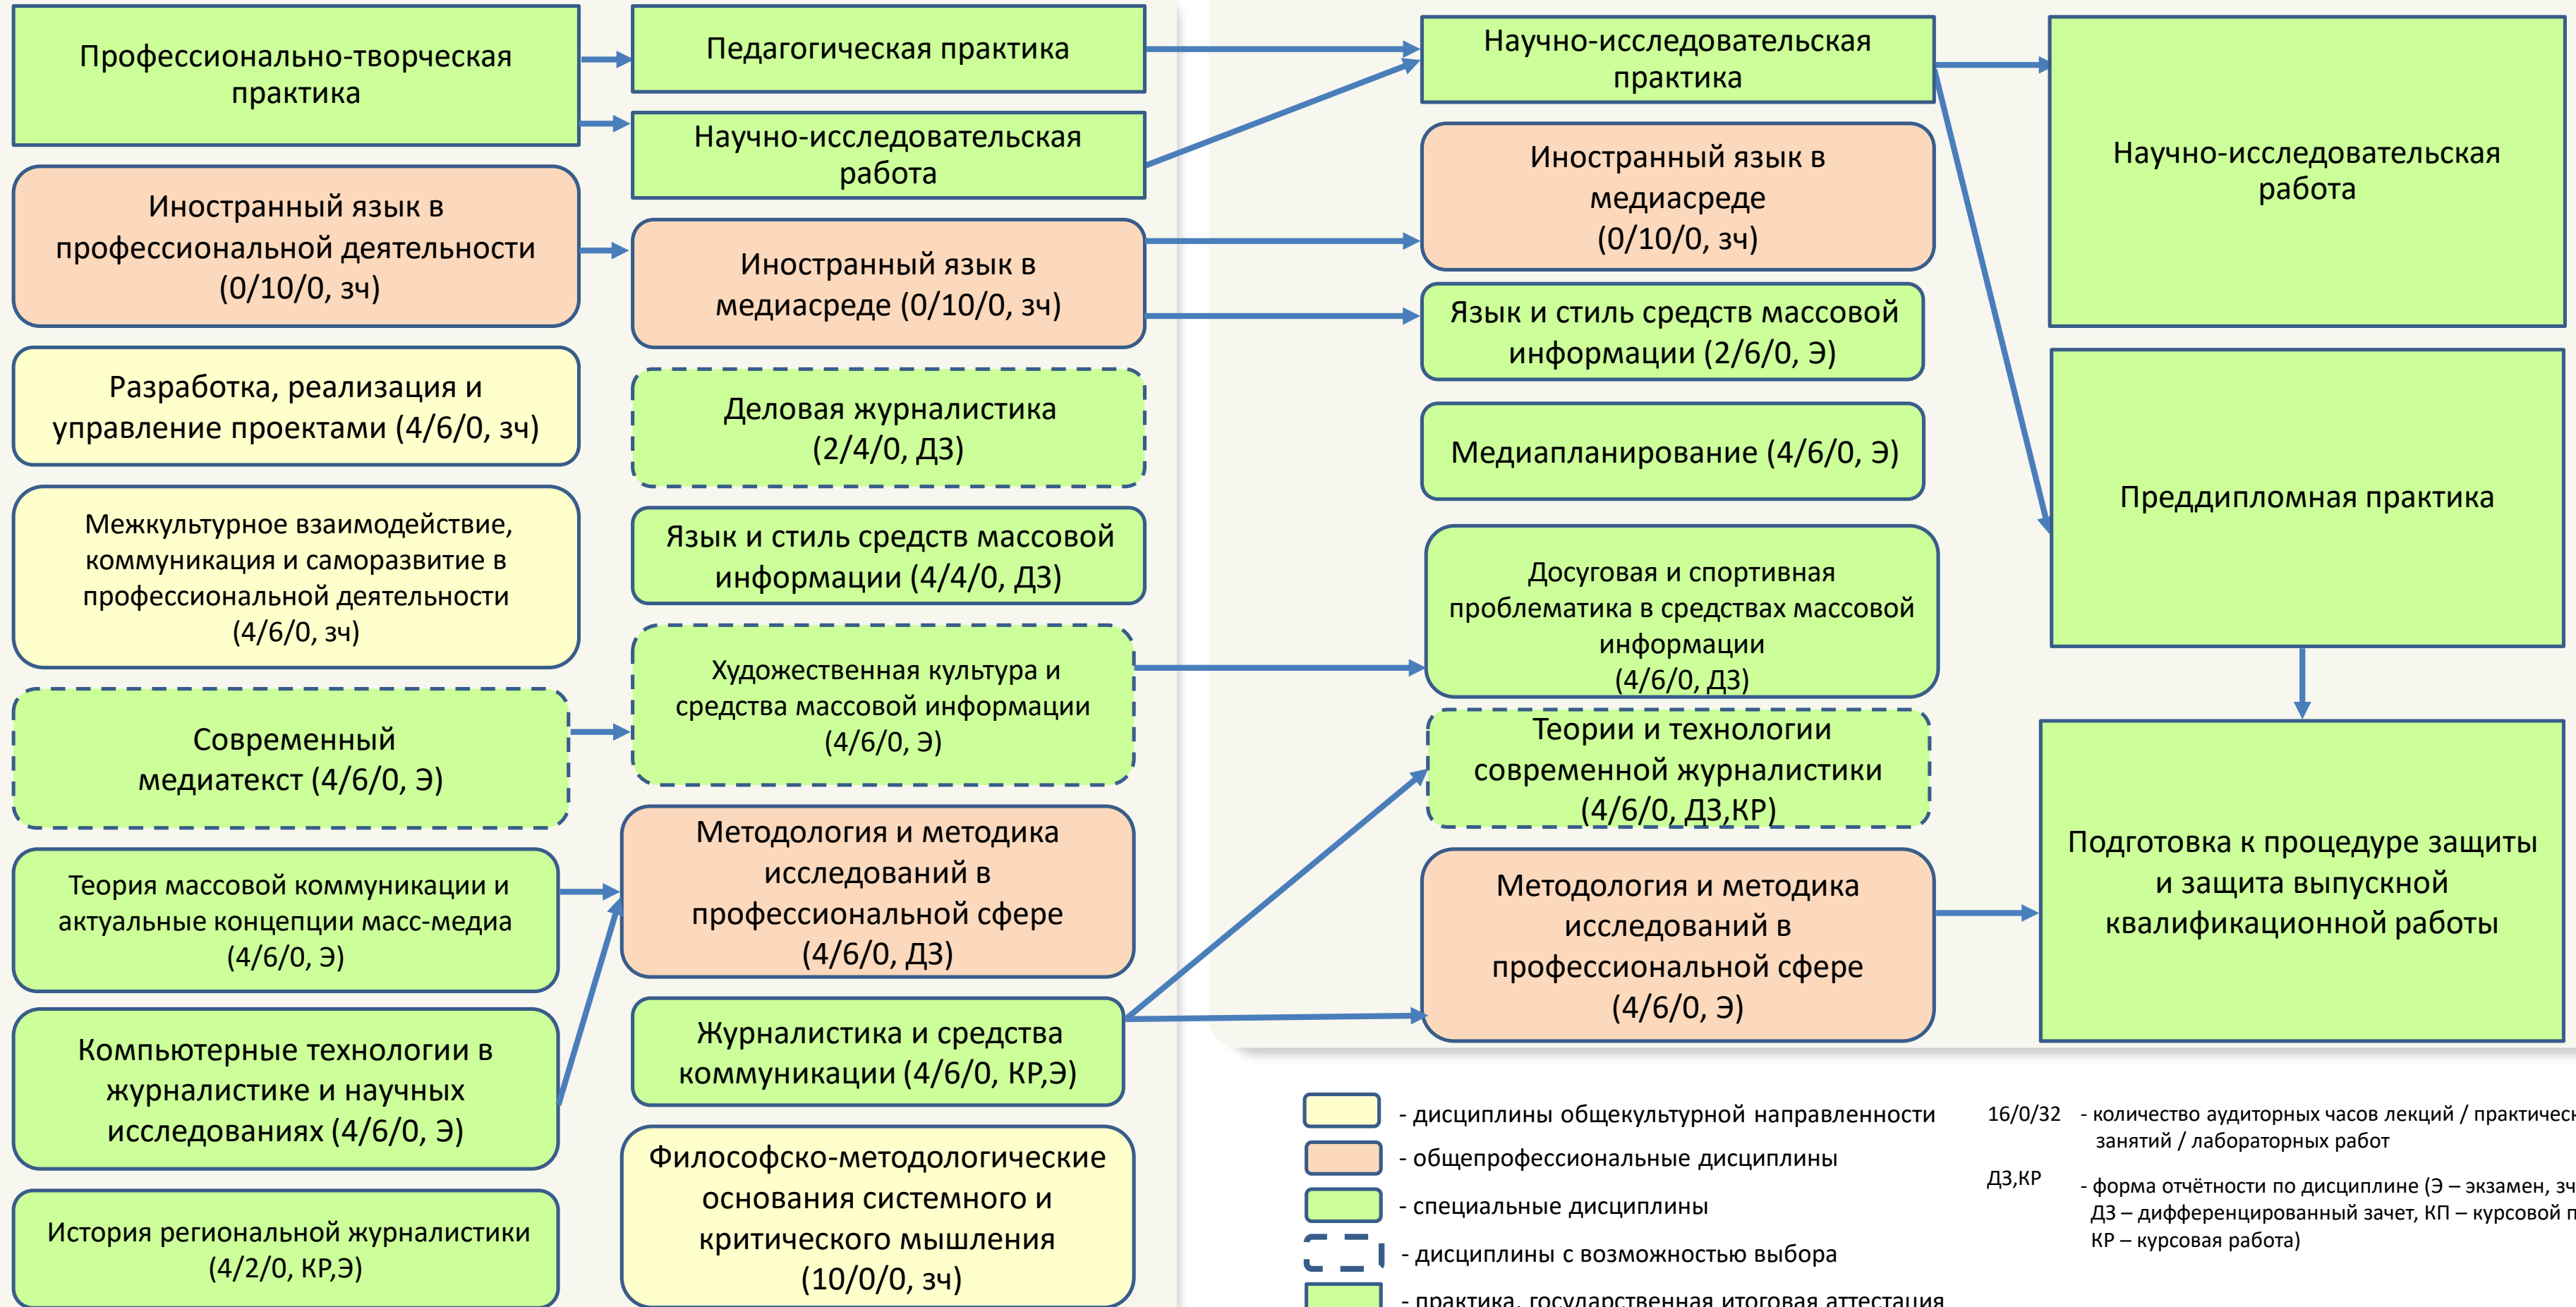 Профессионально-творческая
практика
Иностранный язык в
профессиональной деятельности
(0/10/0, зч)
Разработка, реализация и
управление проектами (4/6/0, зч)
Межкультурное взаимодействие,
коммуникация и саморазвитие в
профессиональной деятельности
(4/6/0, зч)
Современный
медиатекст (4/6/0, Э)
Теория массовой коммуникации и
актуальные концепции масс-медиа
(4/6/0, Э)
Компьютерные технологии в
журналистике и научных
исследованиях (4/6/0, Э)
История региональной журналистики
(4/2/0, КР,Э)
Педагогическая практика
Научно-исследовательская
работа
Иностранный язык в
медиасреде (0/10/0, зч)
Деловая журналистика
(2/4/0, ДЗ)
Язык и стиль средств массовой
информации (4/4/0, ДЗ)
Художественная культура и
средства массовой информации
(4/6/0, Э)
Методология и методика
исследований в
профессиональной сфере
(4/6/0, ДЗ)
Журналистика и средства
коммуникации (4/6/0, КР,Э)
Философско-методологические
основания системного и
критического мышления
(10/0/0, зч)
Научно-исследовательская
практика
Иностранный язык в
медиасреде
(0/10/0, зч)
Язык и стиль средств массовой
информации (2/6/0, Э)
Медиапланирование (4/6/0, Э)
Досуговая и спортивная
проблематика в средствах массовой
информации
(4/6/0, ДЗ)
Теории и технологии
современной журналистики
(4/6/0, ДЗ,КР)
Методология и методика
исследований в
профессиональной сфере
(4/6/0, Э)
Научно-исследовательская
работа
Преддипломная практика
Подготовка к процедуре защиты
и защита выпускной
квалификационной работы
- дисциплины общекультурной направленности
- общепрофессиональные дисциплины
- специальные дисциплины
- дисциплины с возможностью выбора
- практика, государственная итоговая аттестация
16/0/32 - количество аудиторных часов лекций /
занятий / лабораторных работ
ДЗ,КР - форма отчётности по дисциплине (Э – экзамен, зч
ДЗ – дифференцированный зачет, КП – курсовой
КР – курсовая работа)